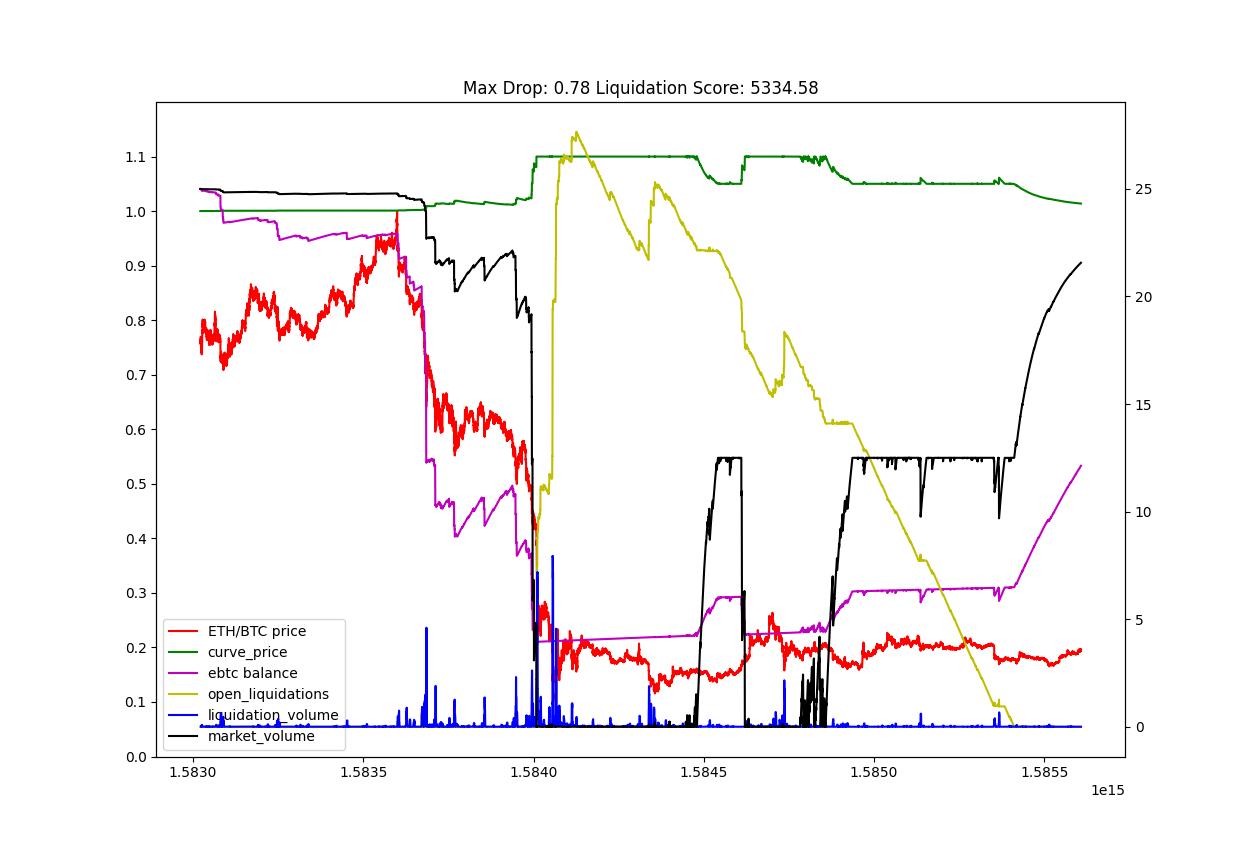 Max Drop: 0.78 Liquidation Score: 5334.58
1.1
1.0
0.9
0.8
0.7
0.6
0.5
0.4
0.3
0.2
0.1
0.0
25
20
15
10
5
0
ETH/BTC price
curve_price
ebtc balance
open_liquidations
liquidation_volume
market_volume
1.5830 1.5835 1.5840 1.5845 1.5850 1.5855
1e15